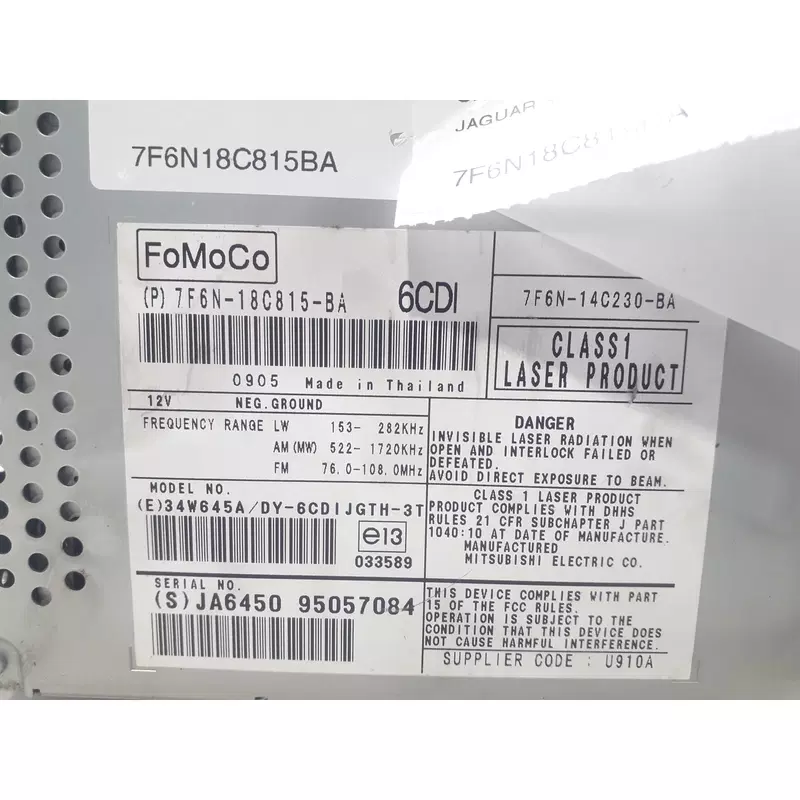 7F6N18C815BA
JAGUAR
7F6N18C815BA
FoMoCo
(P) 7F6N-18C815-BA
6CDI
7F6N-14C230-BA
CLASS1
LASER PRODUCT
0905 Made in Thailand
12V NEG.GROUND
FREQUENCY RANGE LW 153- 282KHz
AM(MW) 522- 1720KHz
FM 76.0-108.0MHz
MODEL NO.
(E)34W645A/DY-6CDIJGTH-3T
e13
033589
SERIAL NO.
(S)JA6450 95057084
DANGER
INVISIBLE LASER RADIATION WHEN
OPEN AND INTERLOCK FAILED OR
DEFEATED.
AVOID DIRECT EXPOSURE TO BEAM.
CLASS 1 LASER PRODUCT
PRODUCT COMPLIES WITH DHHS
RULES 21 CFR SUBCHAPTER J PART
1040:10 AT DATE OF MANUFACTURE.
MANUFACTURED
MITSUBISHI ELECTRIC CO.
THIS DEVICE COMPLIES WITH PART
15 OF THE FCC RULES.
OPERATION IS SUBJECT TO THE
CONDITION THAT THIS DEVICE DOES
NOT CAUSE HARMFUL INTERFERENCE.
SUPPLIER CODE : U910A